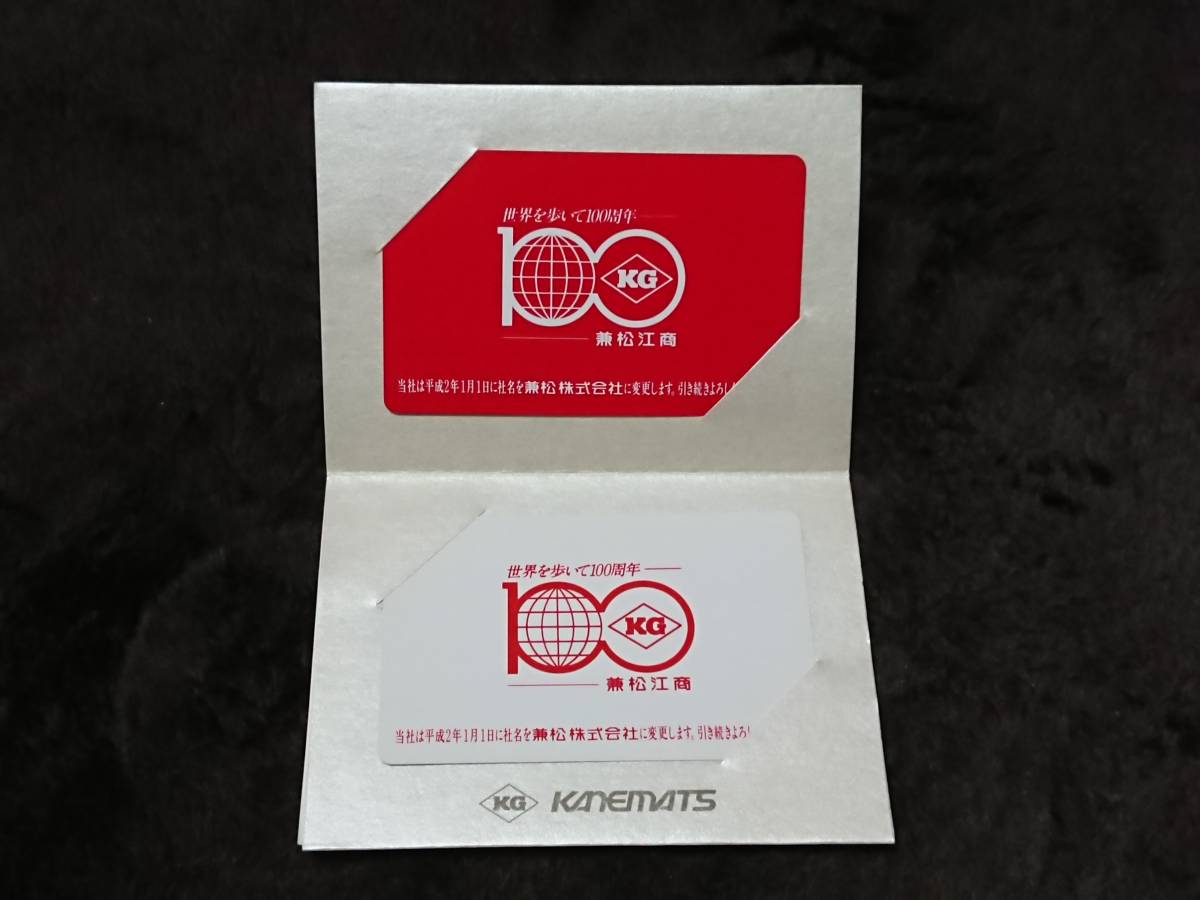 世界を歩いて100周年
100
KG
兼松江商
当社は平成2年1月1日に社名を兼松株式会社に変更します。引き続きよろし
世界を歩いて100周年
100
KG
兼松江商
当社は平成2年1月1日に社名を兼松株式会社に変更します。引き続きよろ
KG KANEMATS